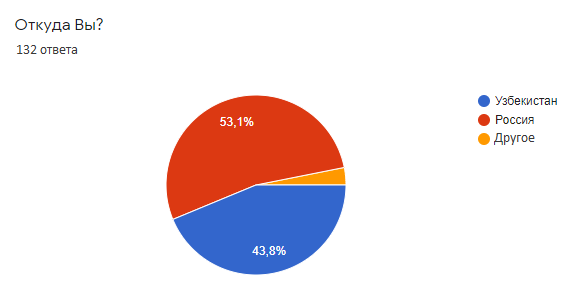 Откуда Вы?
132 ответа
53,1%
43,8%
Узбекистан
Россия
Другое